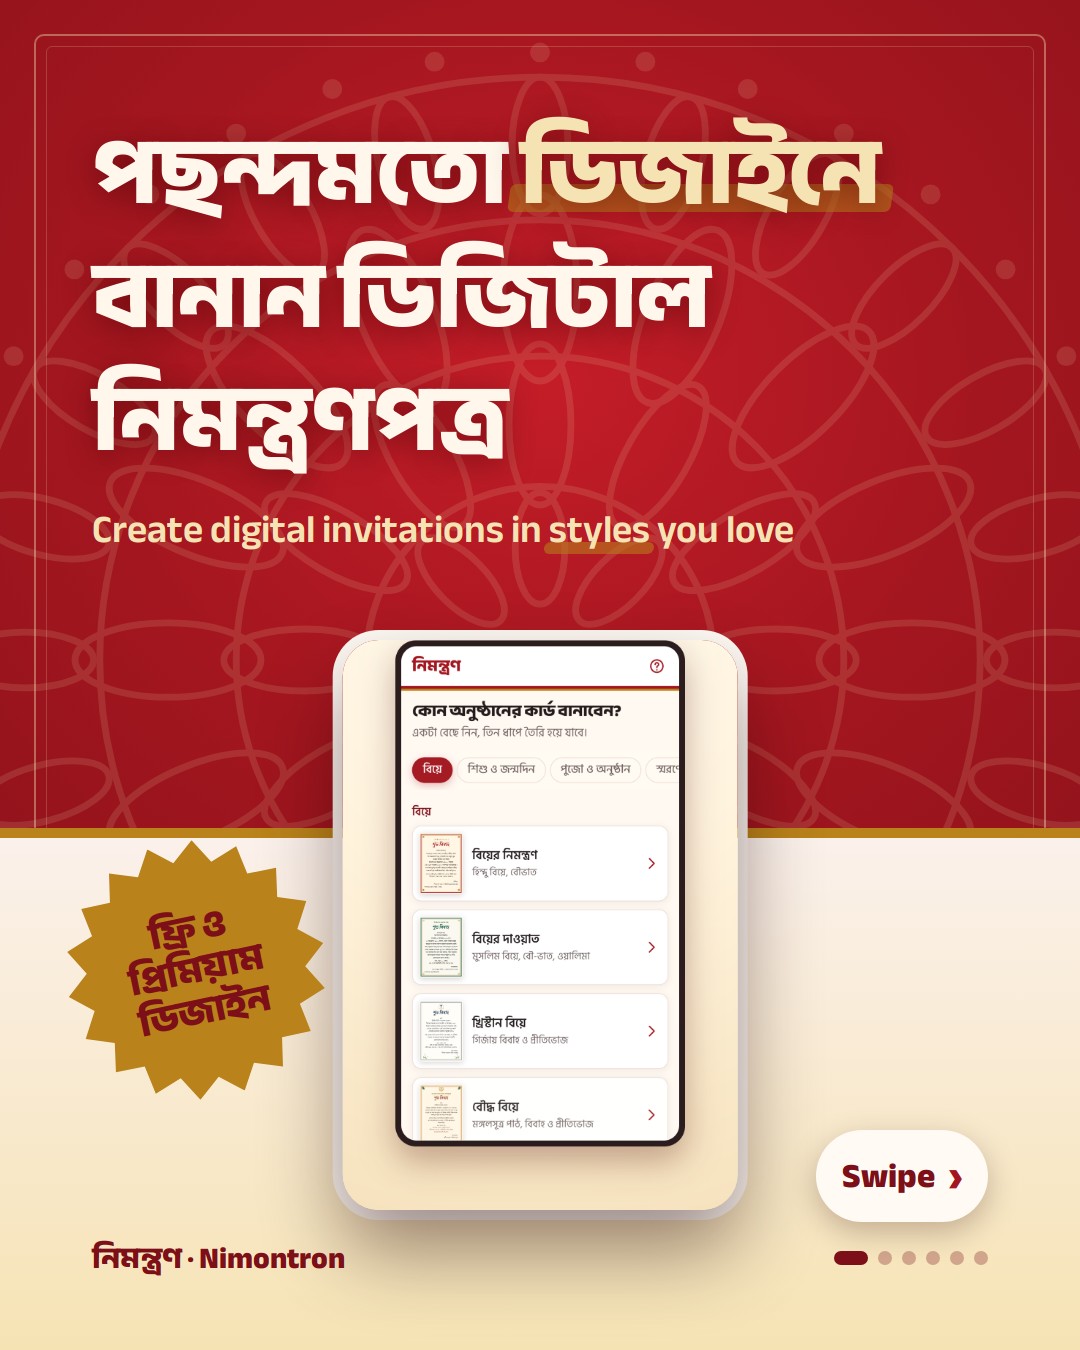 পছন্দমতো ডিজাইনে
বানান ডিজিটাল
নিমন্ত্রণপত্র
Create digital invitations in styles you love
নিমন্ত্রণ
কোন অনুষ্ঠানের কার্ড বানাবেন?
একটা বেছে নিন, তিন ধাপে তৈরি হয়ে যাবে।
বিয়ে
শিশু ও জন্মদিন
পুজো ও অনুষ্ঠান
বিয়ে
বিয়ের নিমন্ত্রণ
হিন্দু বিয়ে, বৌভাত
বিয়ের দাওয়াত
মুসলিম বিয়ে, বৌ-ভাত, ওয়ালিমা
খ্রিস্টান বিয়ে
গির্জায় বিবাহ ও প্রীতিভোজ
বৌদ্ধ বিয়ে
মঙ্গলসূত্র পাঠ, বিবাহ ও প্রীতিভোজ
ফ্রি ও
প্রিমিয়াম
ডিজাইন
Swipe ›
নিমন্ত্রণ · Nimontron